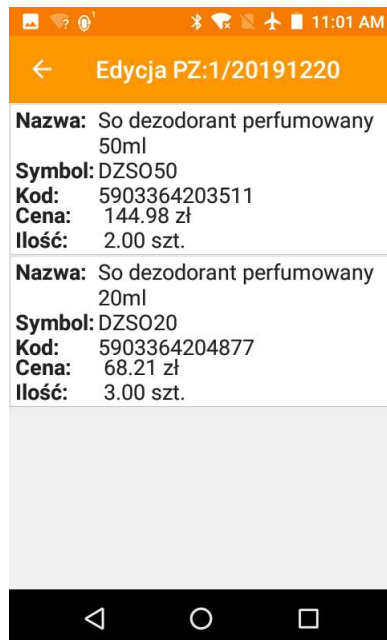 11:01 AM
Edycja PZ:1/20191220
Nazwa: So dezodorant perfumowany
50ml
Symbol: DZSO50
Kod: 5903364203511
Cena: 144.98 zł
Ilość: 2.00 szt.
Nazwa: So dezodorant perfumowany
20ml
Symbol: DZSO20
Kod: 5903364204877
Cena: 68.21 zł
Ilość: 3.00 szt.